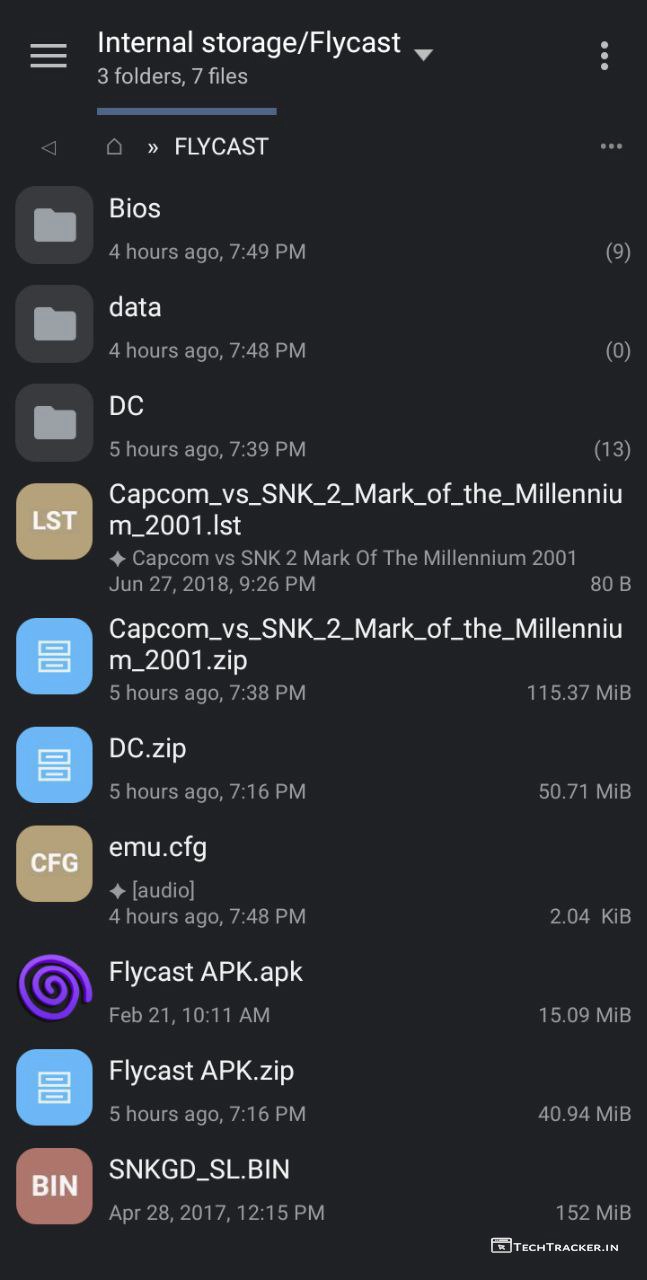 Internal storage/Flycast
3 folders, 7 files
» FLYCAST
Bios
4 hours ago, 7:49 PM (9)
data
4 hours ago, 7:48 PM (0)
DC
5 hours ago, 7:39 PM (13)
LST
Capcom_vs_SNK_2_Mark_of_the_Millenniu
m_2001.lst
Capcom vs SNK 2 Mark Of The Millennium 2001
Jun 27, 2018, 9:26 PM 80 B
Capcom_vs_SNK_2_Mark_of_the_Millenniu
m_2001.zip
5 hours ago, 7:38 PM 115.37 MiB
DC.zip
5 hours ago, 7:16 PM 50.71 MiB
CFG
emu.cfg
[audio]
4 hours ago, 7:48 PM 2.04 KiB
Flycast APK.apk
Feb 21, 10:11 AM 15.09 MiB
Flycast APK.zip
5 hours ago, 7:16 PM 40.94 MiB
BIN
SNKGD_SL.BIN
Apr 28, 2017, 12:15 PM 152 MiB
TECHTRACKER.IN